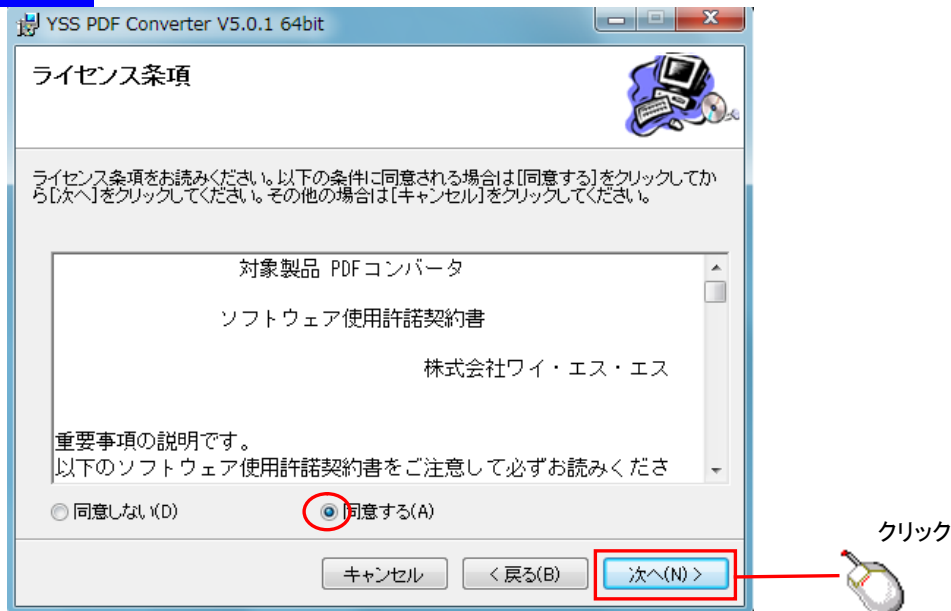 YSS PDF Converter V5.0.1 64bit
ライセンス条項
ライセンス条項をお読みください。以下の条件に同意される場合は[同意する]をクリックしてか
ら[次へ]をクリックしてください。その他の場合は[キャンセル]をクリックしてください。
対象製品 PDFコンバータ
ソフトウェア使用許諾契約書
株式会社ワイ・エス・エス
重要事項の説明です。
以下のソフトウェア使用許諾契約書をご注意して必ずお読みくださ
同意しない(D)
同意する(A)
クリック
キャンセル
< 戻る(B)
次へ(N) >